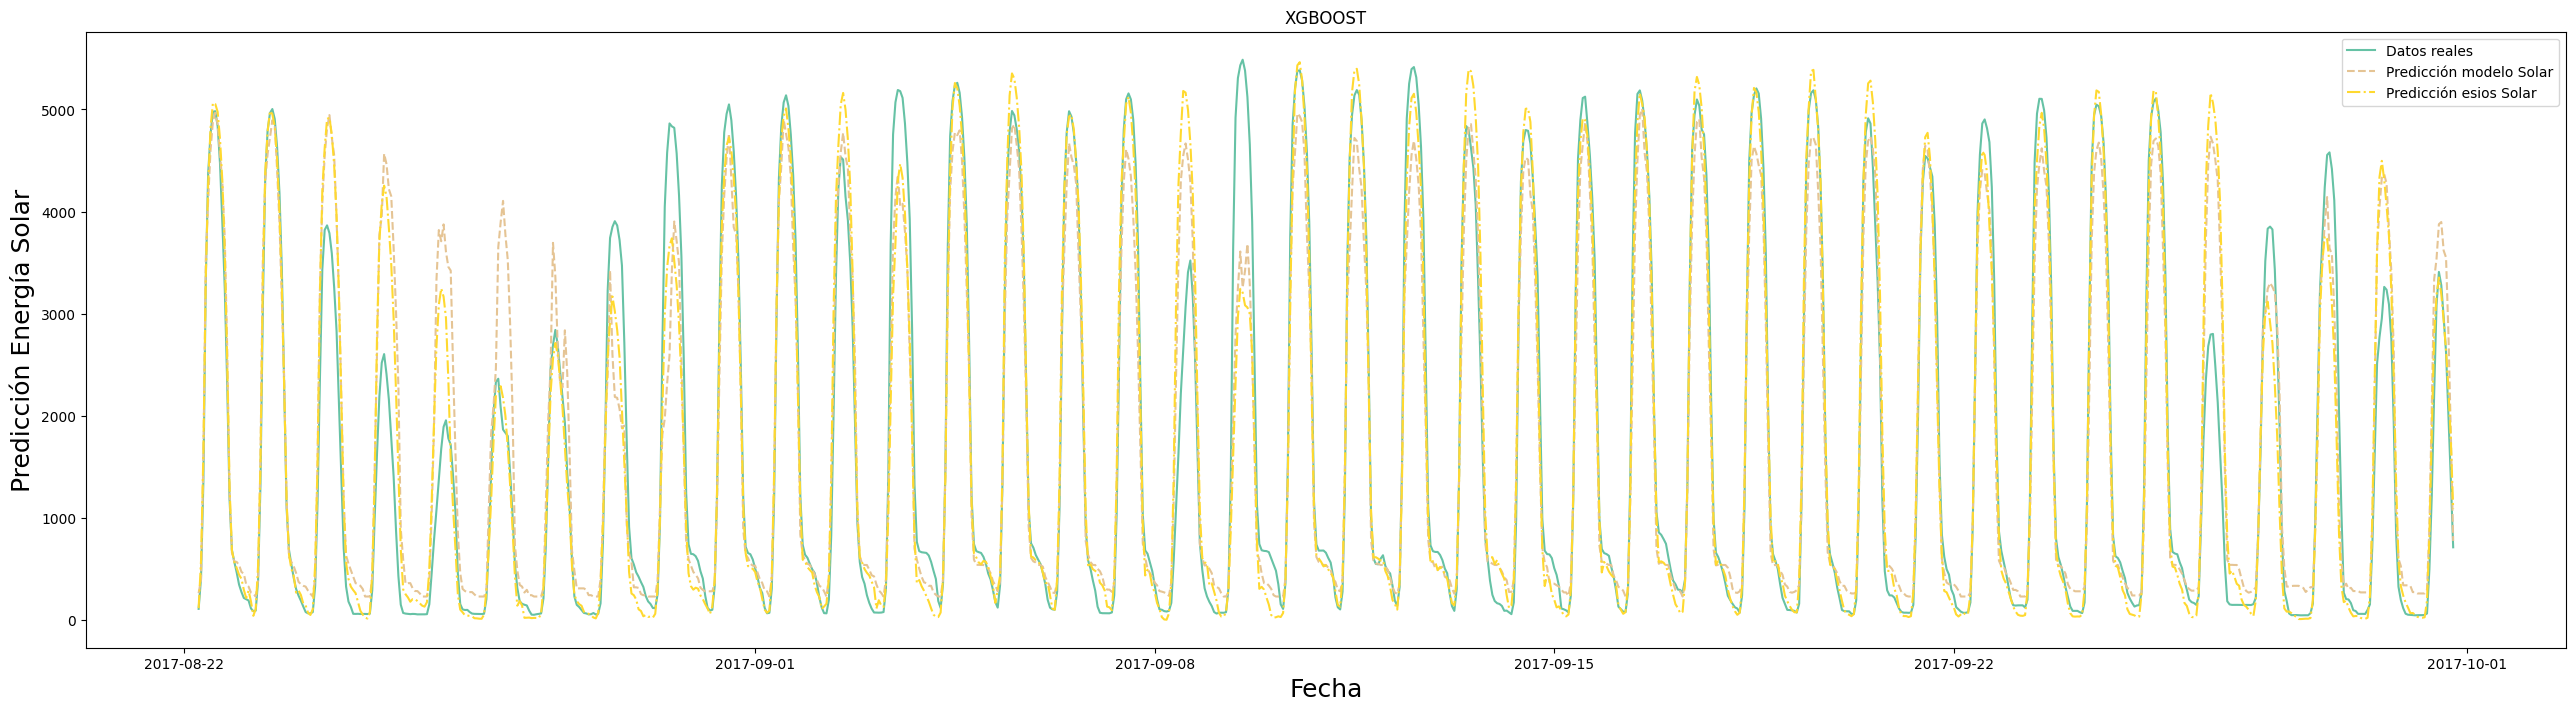 XGBOOST
Datos reales
Predicción modelo Solar
Predicción esios Solar
Predicción Energía Solar
5000
4000
3000
2000
1000
0
2017-08-22
2017-09-01
2017-09-08
2017-09-15
2017-09-22
2017-10-01
Fecha